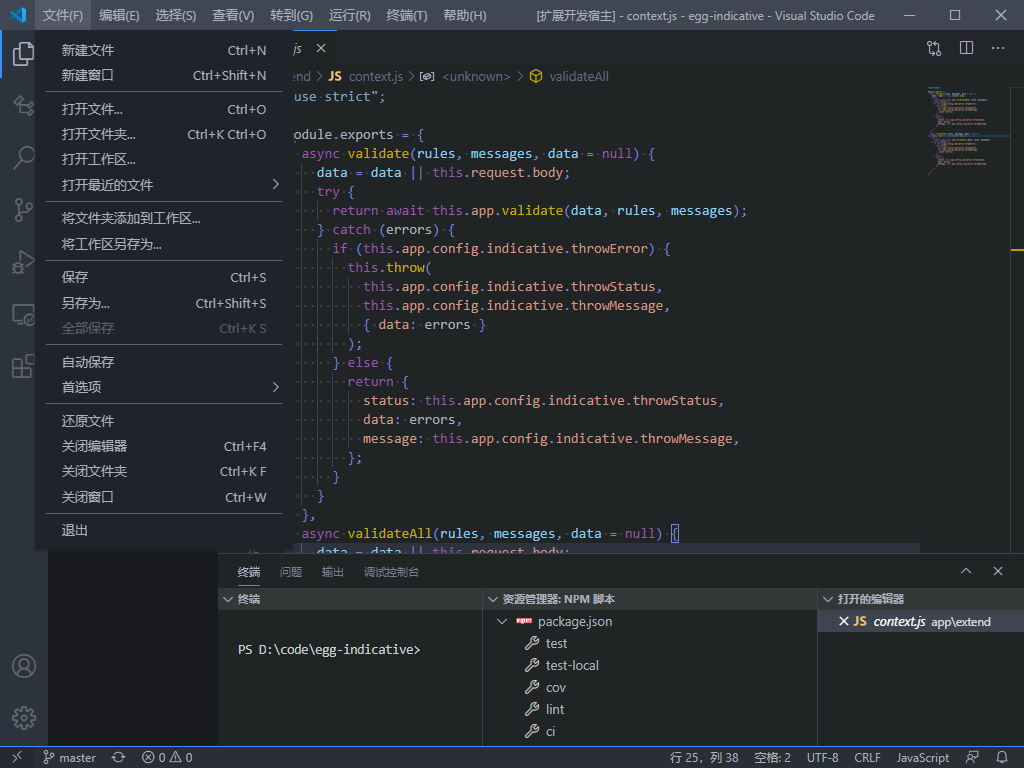 文件(F) 编辑(E) 选择(S) 查看(V) 转到(G) 运行(R) 终端(T) 帮助(H) [扩展开发宿主] - context.js - egg-indicative - Visual Studio Code
新建文件 Ctrl+N
新建窗口 Ctrl+Shift+N
打开文件... Ctrl+O
打开文件夹... Ctrl+K Ctrl+O
打开工作区...
打开最近的文件
将文件夹添加到工作区...
将工作区另存为...
保存 Ctrl+S
另存为... Ctrl+Shift+S
全部保存 Ctrl+K S
自动保存
首选项
还原文件
关闭编辑器 Ctrl+F4
关闭文件夹 Ctrl+K F
关闭窗口 Ctrl+W
退出
js
end > JS context.js > <unknown> > validateAll
use strict";
odule.exports = {
async validate(rules, messages, data = null) {
data = data || this.request.body;
try {
return await this.app.validate(data, rules, messages);
} catch (errors) {
if (this.app.config.indicative.throwError) {
this.throw(
this.app.config.indicative.throwStatus,
this.app.config.indicative.throwMessage,
{ data: errors }
);
} else {
return {
status: this.app.config.indicative.throwStatus,
data: errors,
message: this.app.config.indicative.throwMessage,
};
}
}
},
async validateAll(rules, messages, data = null) {
data = data || this.request.body;
终端 问题 输出 调试控制台
终端
PS D:\code\egg-indicative>
资源管理器: NPM 脚本
npm package.json
test
test-local
cov
lint
ci
打开的编辑器
JS context.js app\extend
master 0 0 行 25，列 38 空格: 2 UTF-8 CRLF JavaScript